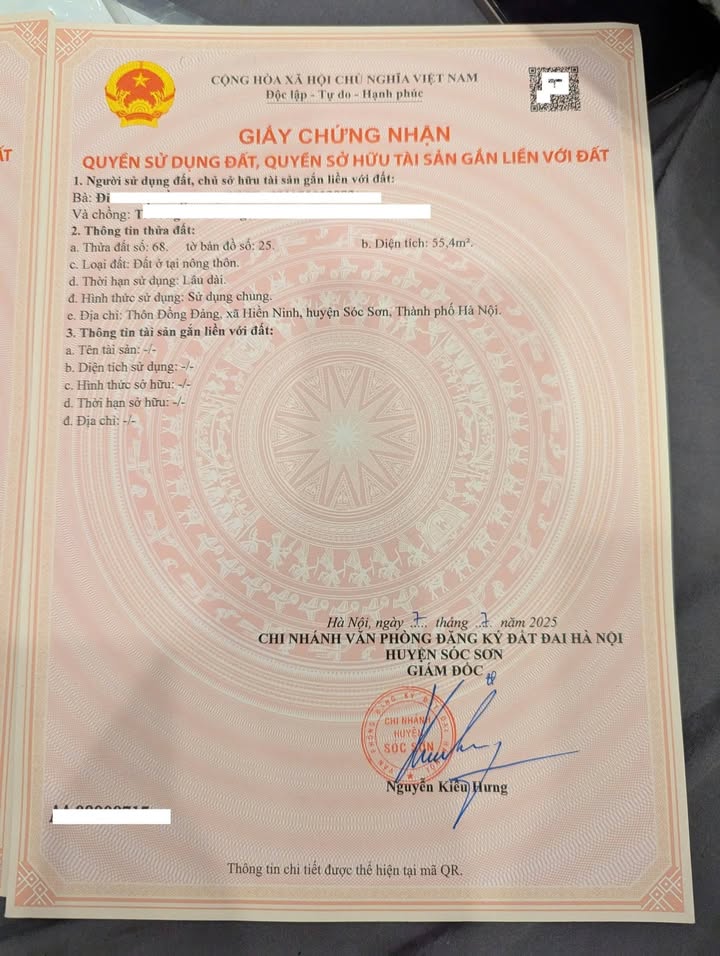 CỘNG HÒA XÃ HỘI CHỦ NGHĨA VIỆT NAM
Độc lập - Tự do - Hạnh phúc
GIẤY CHỨNG NHẬN
QUYỀN SỬ DỤNG ĐẤT, QUYỀN SỞ HỮU TÀI SẢN GẮN LIỀN VỚI ĐẤT
1. Người sử dụng đất, chủ sở hữu tài sản gắn liền với đất:
Bà:
Và chồng:
2. Thông tin thửa đất:
a. Thửa đất số: 68. tờ bản đồ số: 25. b. Diện tích: 55,4m².
c. Loại đất: Đất ở tại nông thôn.
d. Thời hạn sử dụng: Lâu dài.
đ. Hình thức sử dụng: Sử dụng chung.
e. Địa chỉ: Thôn Đồng Đảng, xã Hiền Ninh, huyện Sóc Sơn, Thành phố Hà Nội.
3. Thông tin tài sản gắn liền với đất:
a. Tên tài sản: -/-
b. Diện tích sử dụng: -/-
c. Hình thức sở hữu: -/-
d. Thời hạn sở hữu: -/-
đ. Địa chỉ: -/-
Hà Nội, ngày 7 tháng 7 năm 2025
CHI NHÁNH VĂN PHÒNG ĐĂNG KÝ ĐẤT ĐAI HÀ NỘI
HUYỆN SÓC SƠN
GIÁM ĐỐC
CHI NHÁNH
HUYỆN
SÓC SƠN
Nguyễn Kiều Hưng
Thông tin chi tiết được thể hiện tại mã QR.